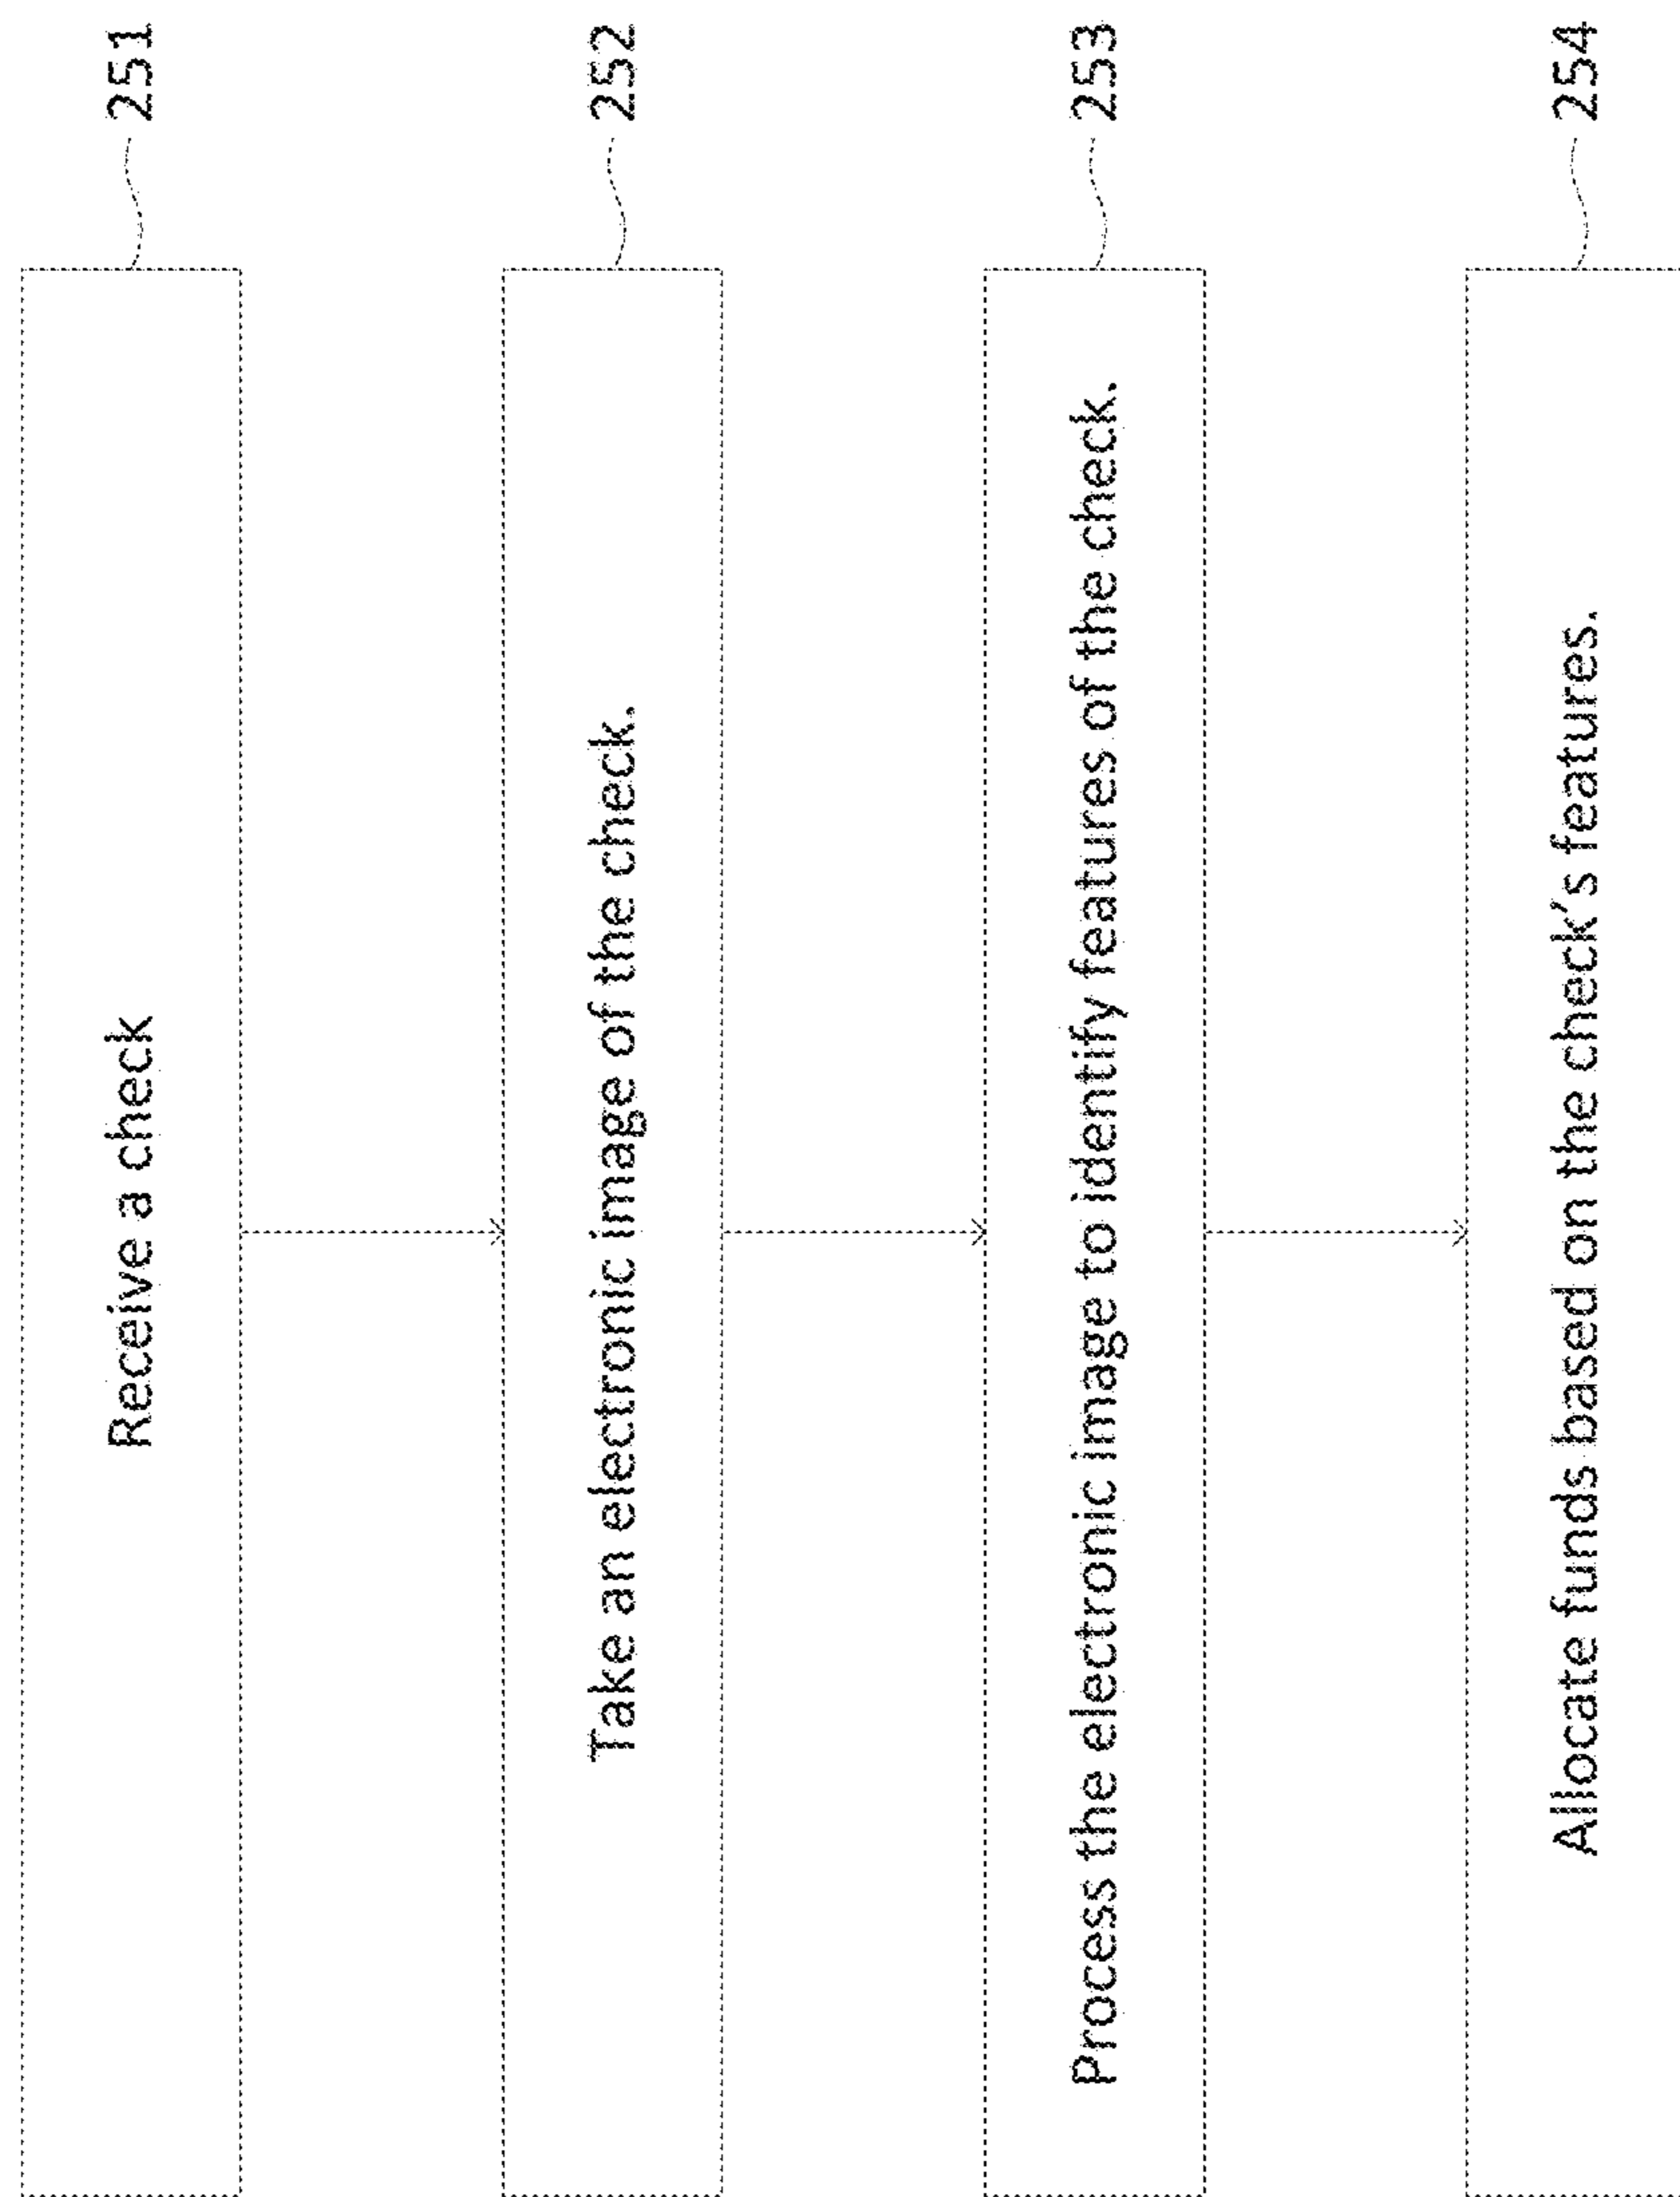 Receive a check
251
Take an electronic image of the check.
252
Process the electronic image to identify features of the check.
253
Allocate funds based on the check's features.
254